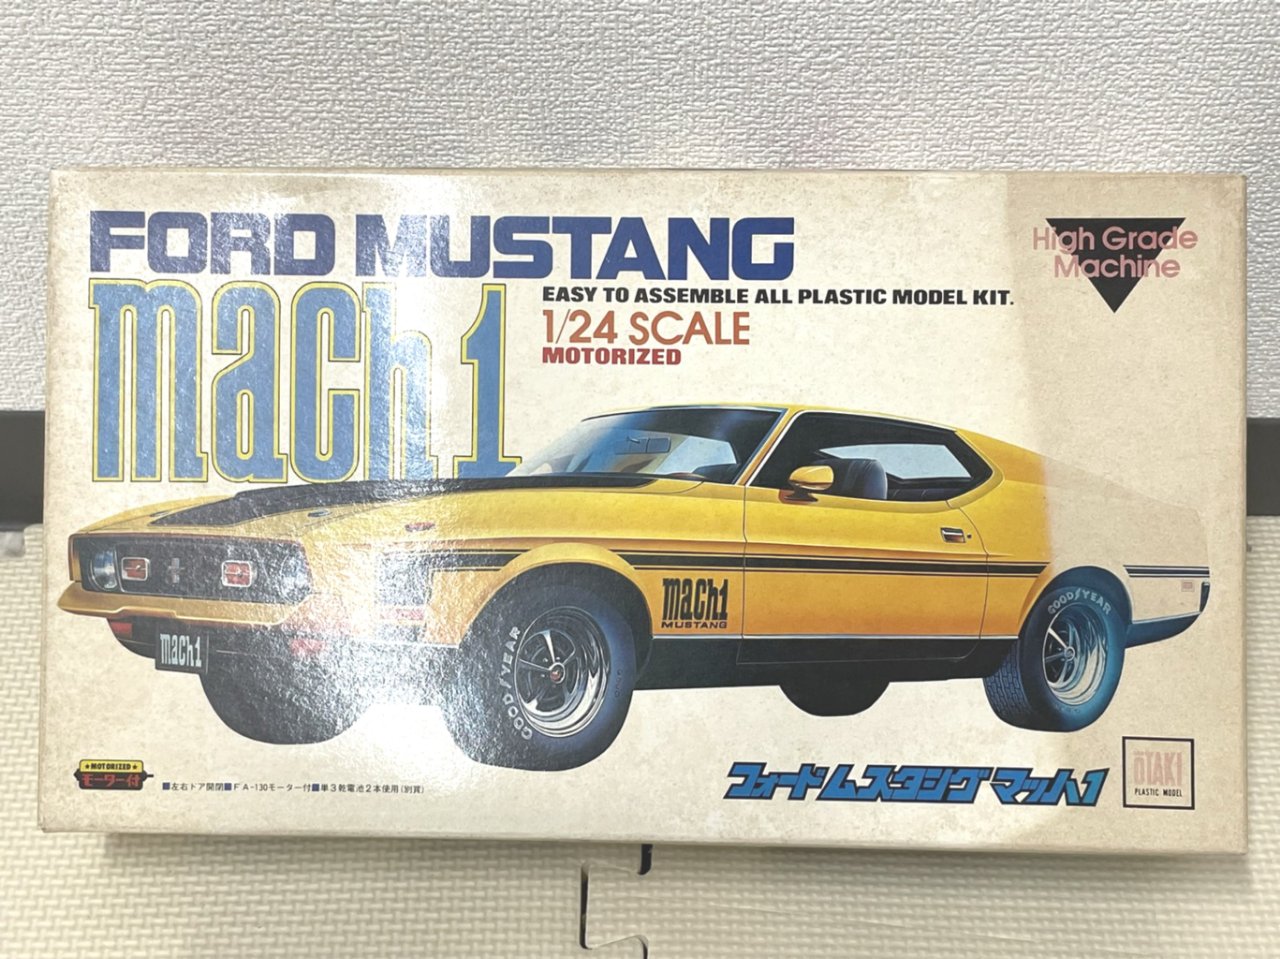 FORD MUSTANG
mach1
EASY TO ASSEMBLE ALL PLASTIC MODEL KIT.
1/24 SCALE
MOTORIZED
High Grade
Machine
GOODYEAR
mach1
MUSTANG
mach1
GOODYEAR
★MOTORIZED★
モーター付
■左右ドア開閉■FA-130モーター付■単3乾電池2本使用(別買)
フォードムスタング マッハ1
OTAKI
PLASTIC MODEL